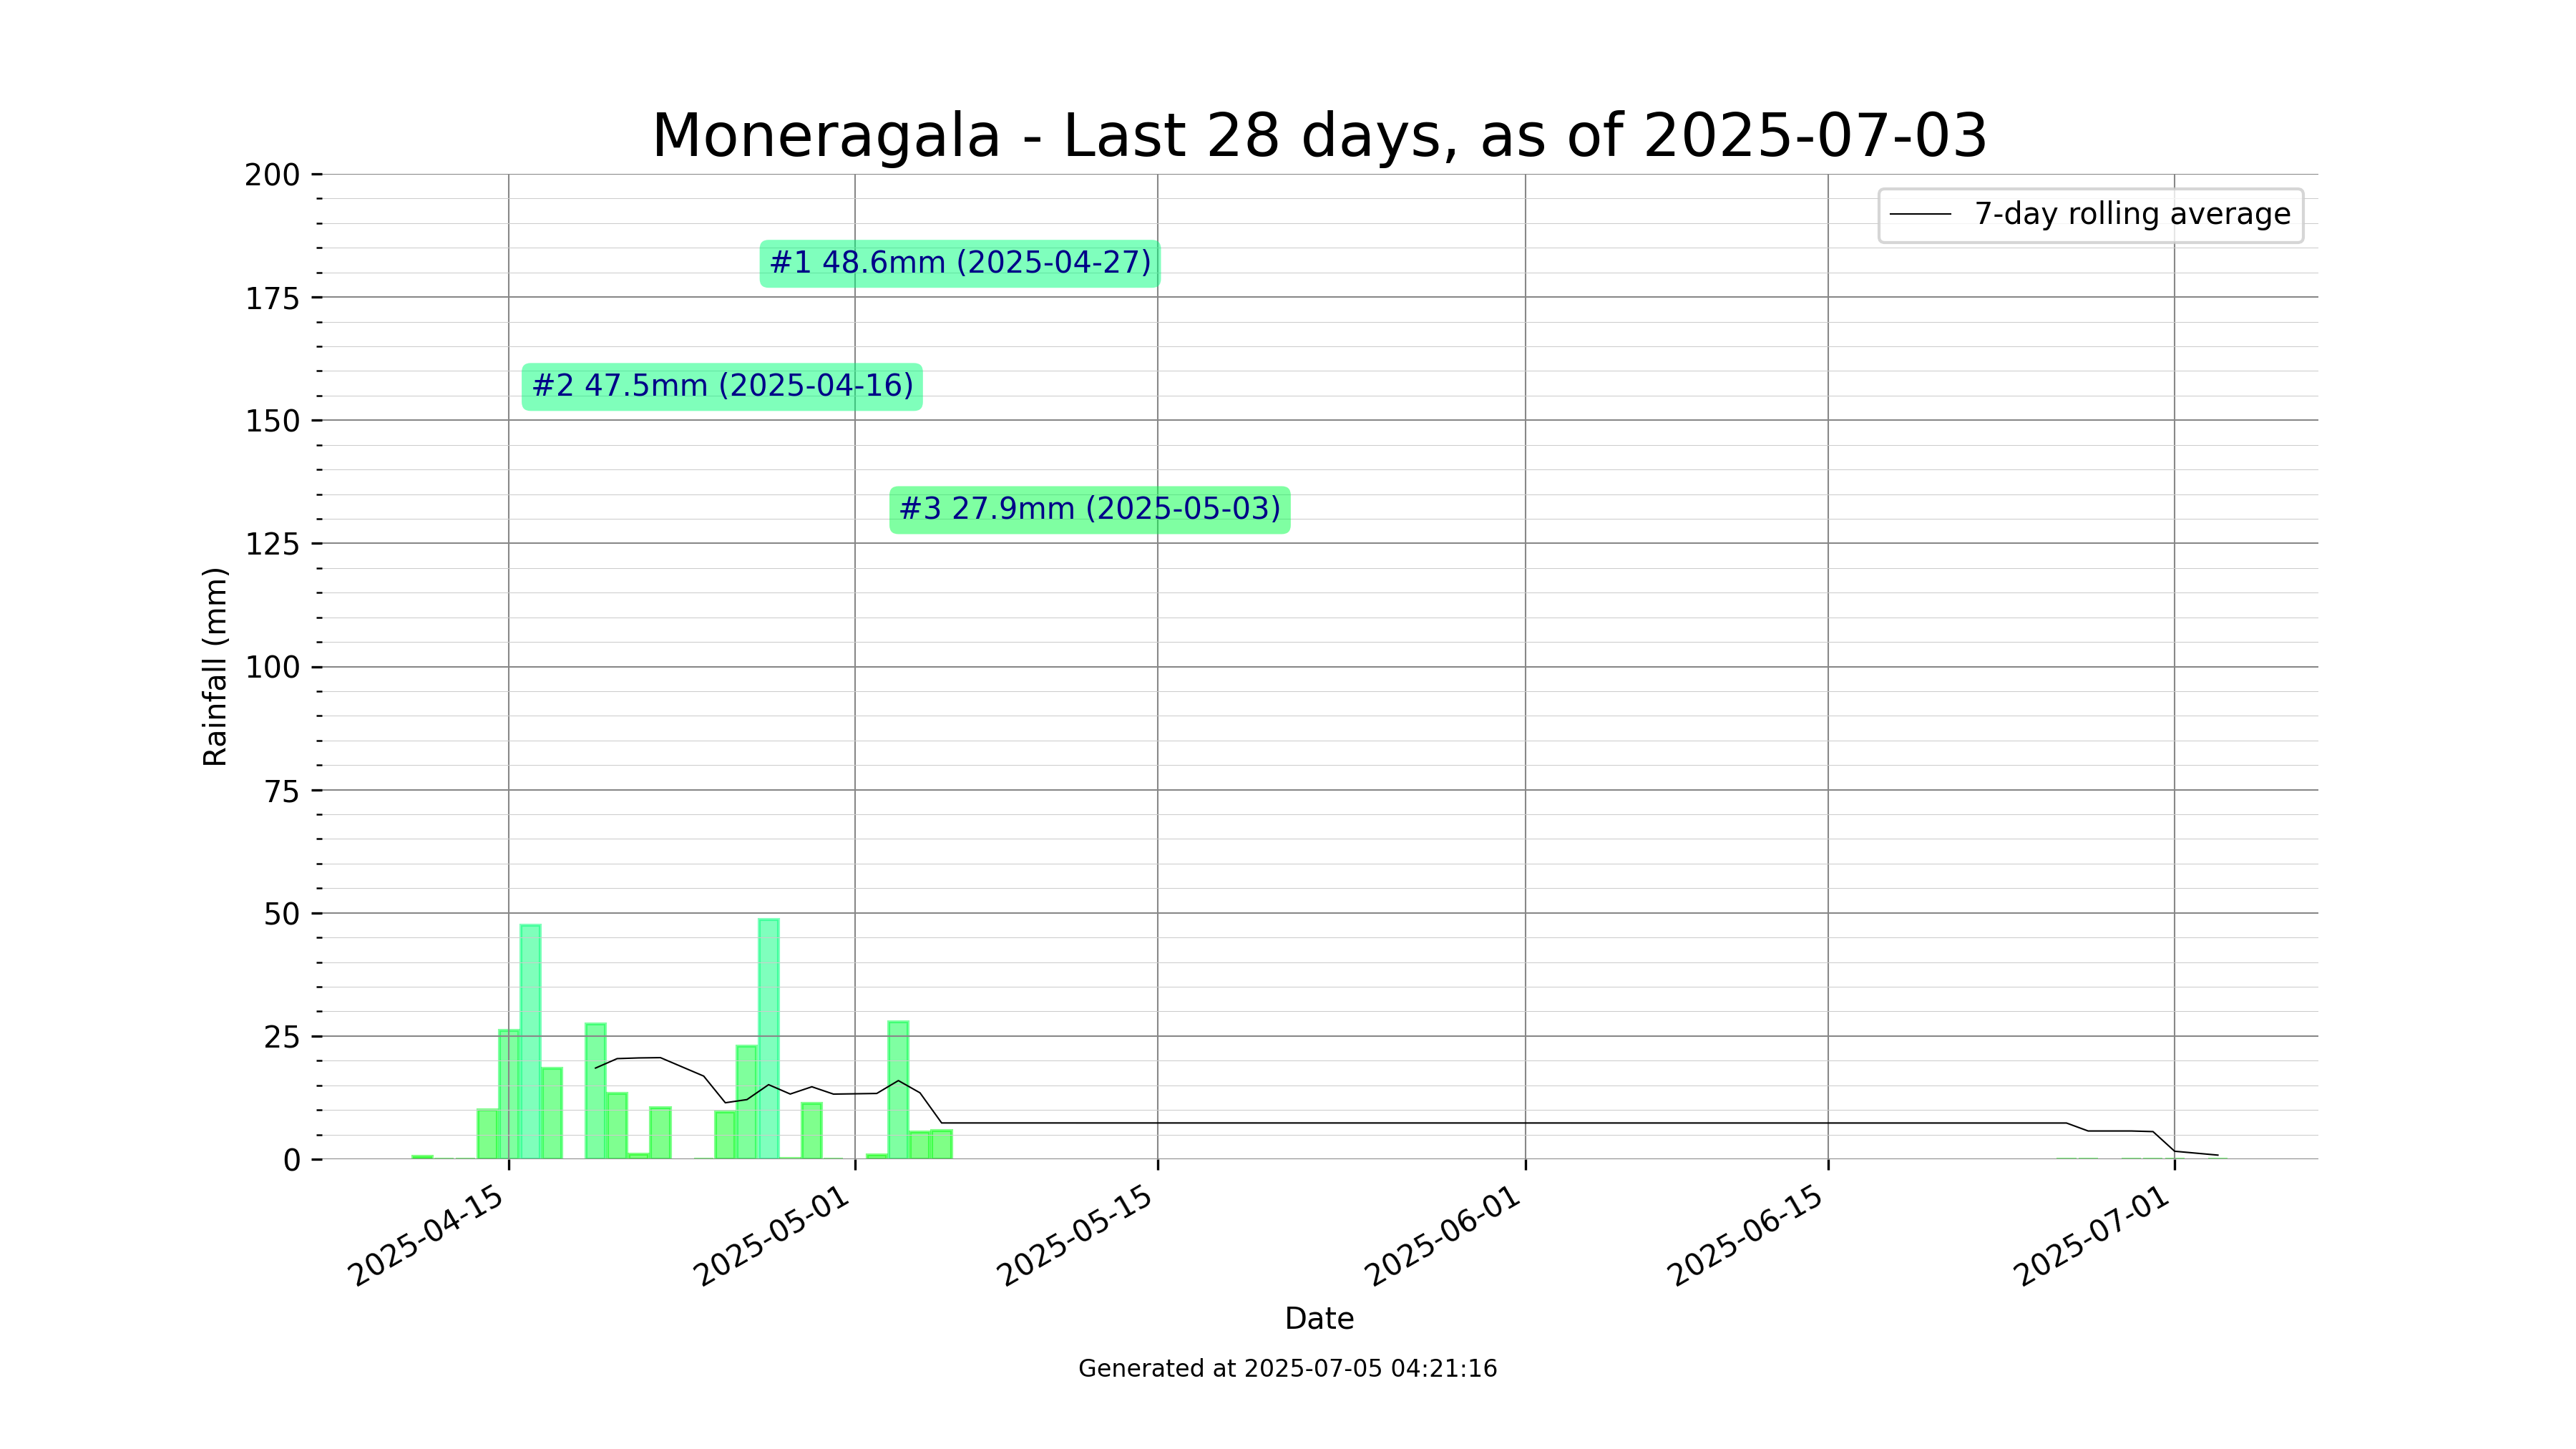 Moneragala - Last 28 days, as of 2025-07-03
7-day rolling average
#1 48.6mm (2025-04-27)
#2 47.5mm (2025-04-16)
#3 27.9mm (2025-05-03)
Rainfall (mm)
200
175
150
125
100
75
50
25
0
2025-04-15
2025-05-01
2025-05-15
2025-06-01
2025-06-15
2025-07-01
Date
Generated at 2025-07-05 04:21:16